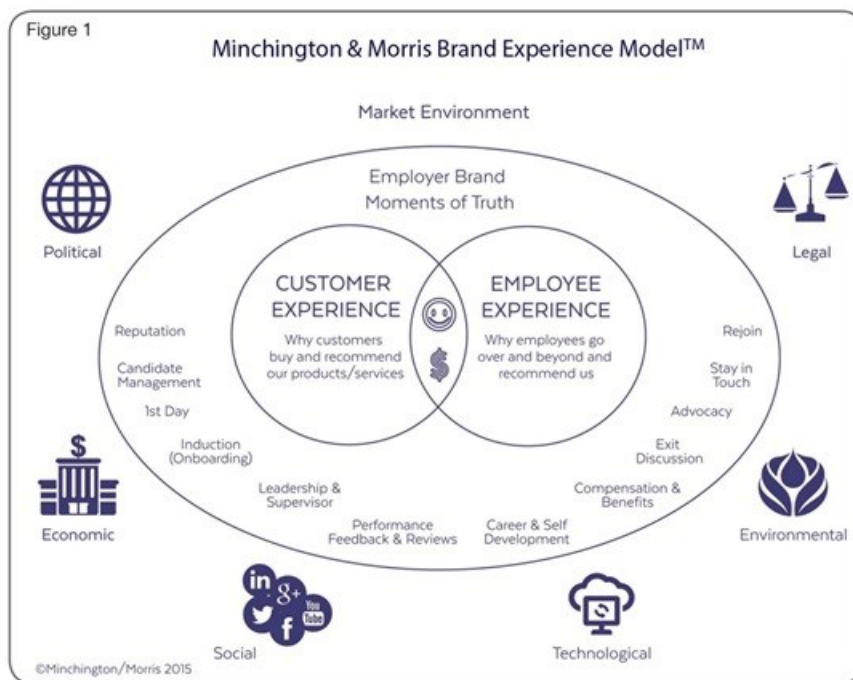 Figure 1
Minchington & Morris Brand Experience Model™
Market Environment
Employer Brand
Moments of Truth
Political
Legal
CUSTOMER
EXPERIENCE
Why customers
buy and recommend
our products/services
EMPLOYEE
EXPERIENCE
Why employees go
over and beyond and
recommend us
$
Reputation
Candidate
Management
1st Day
Induction
(Onboarding)
Leadership &
Supervisor
Performance
Feedback & Reviews
Career & Self
Development
Compensation &
Benefits
Exit
Discussion
Advocacy
Stay in
Touch
Rejoin
$
Economic
Environmental
in
g+
You
Tube
f
Social
Technological
©Minchington/Morris 2015